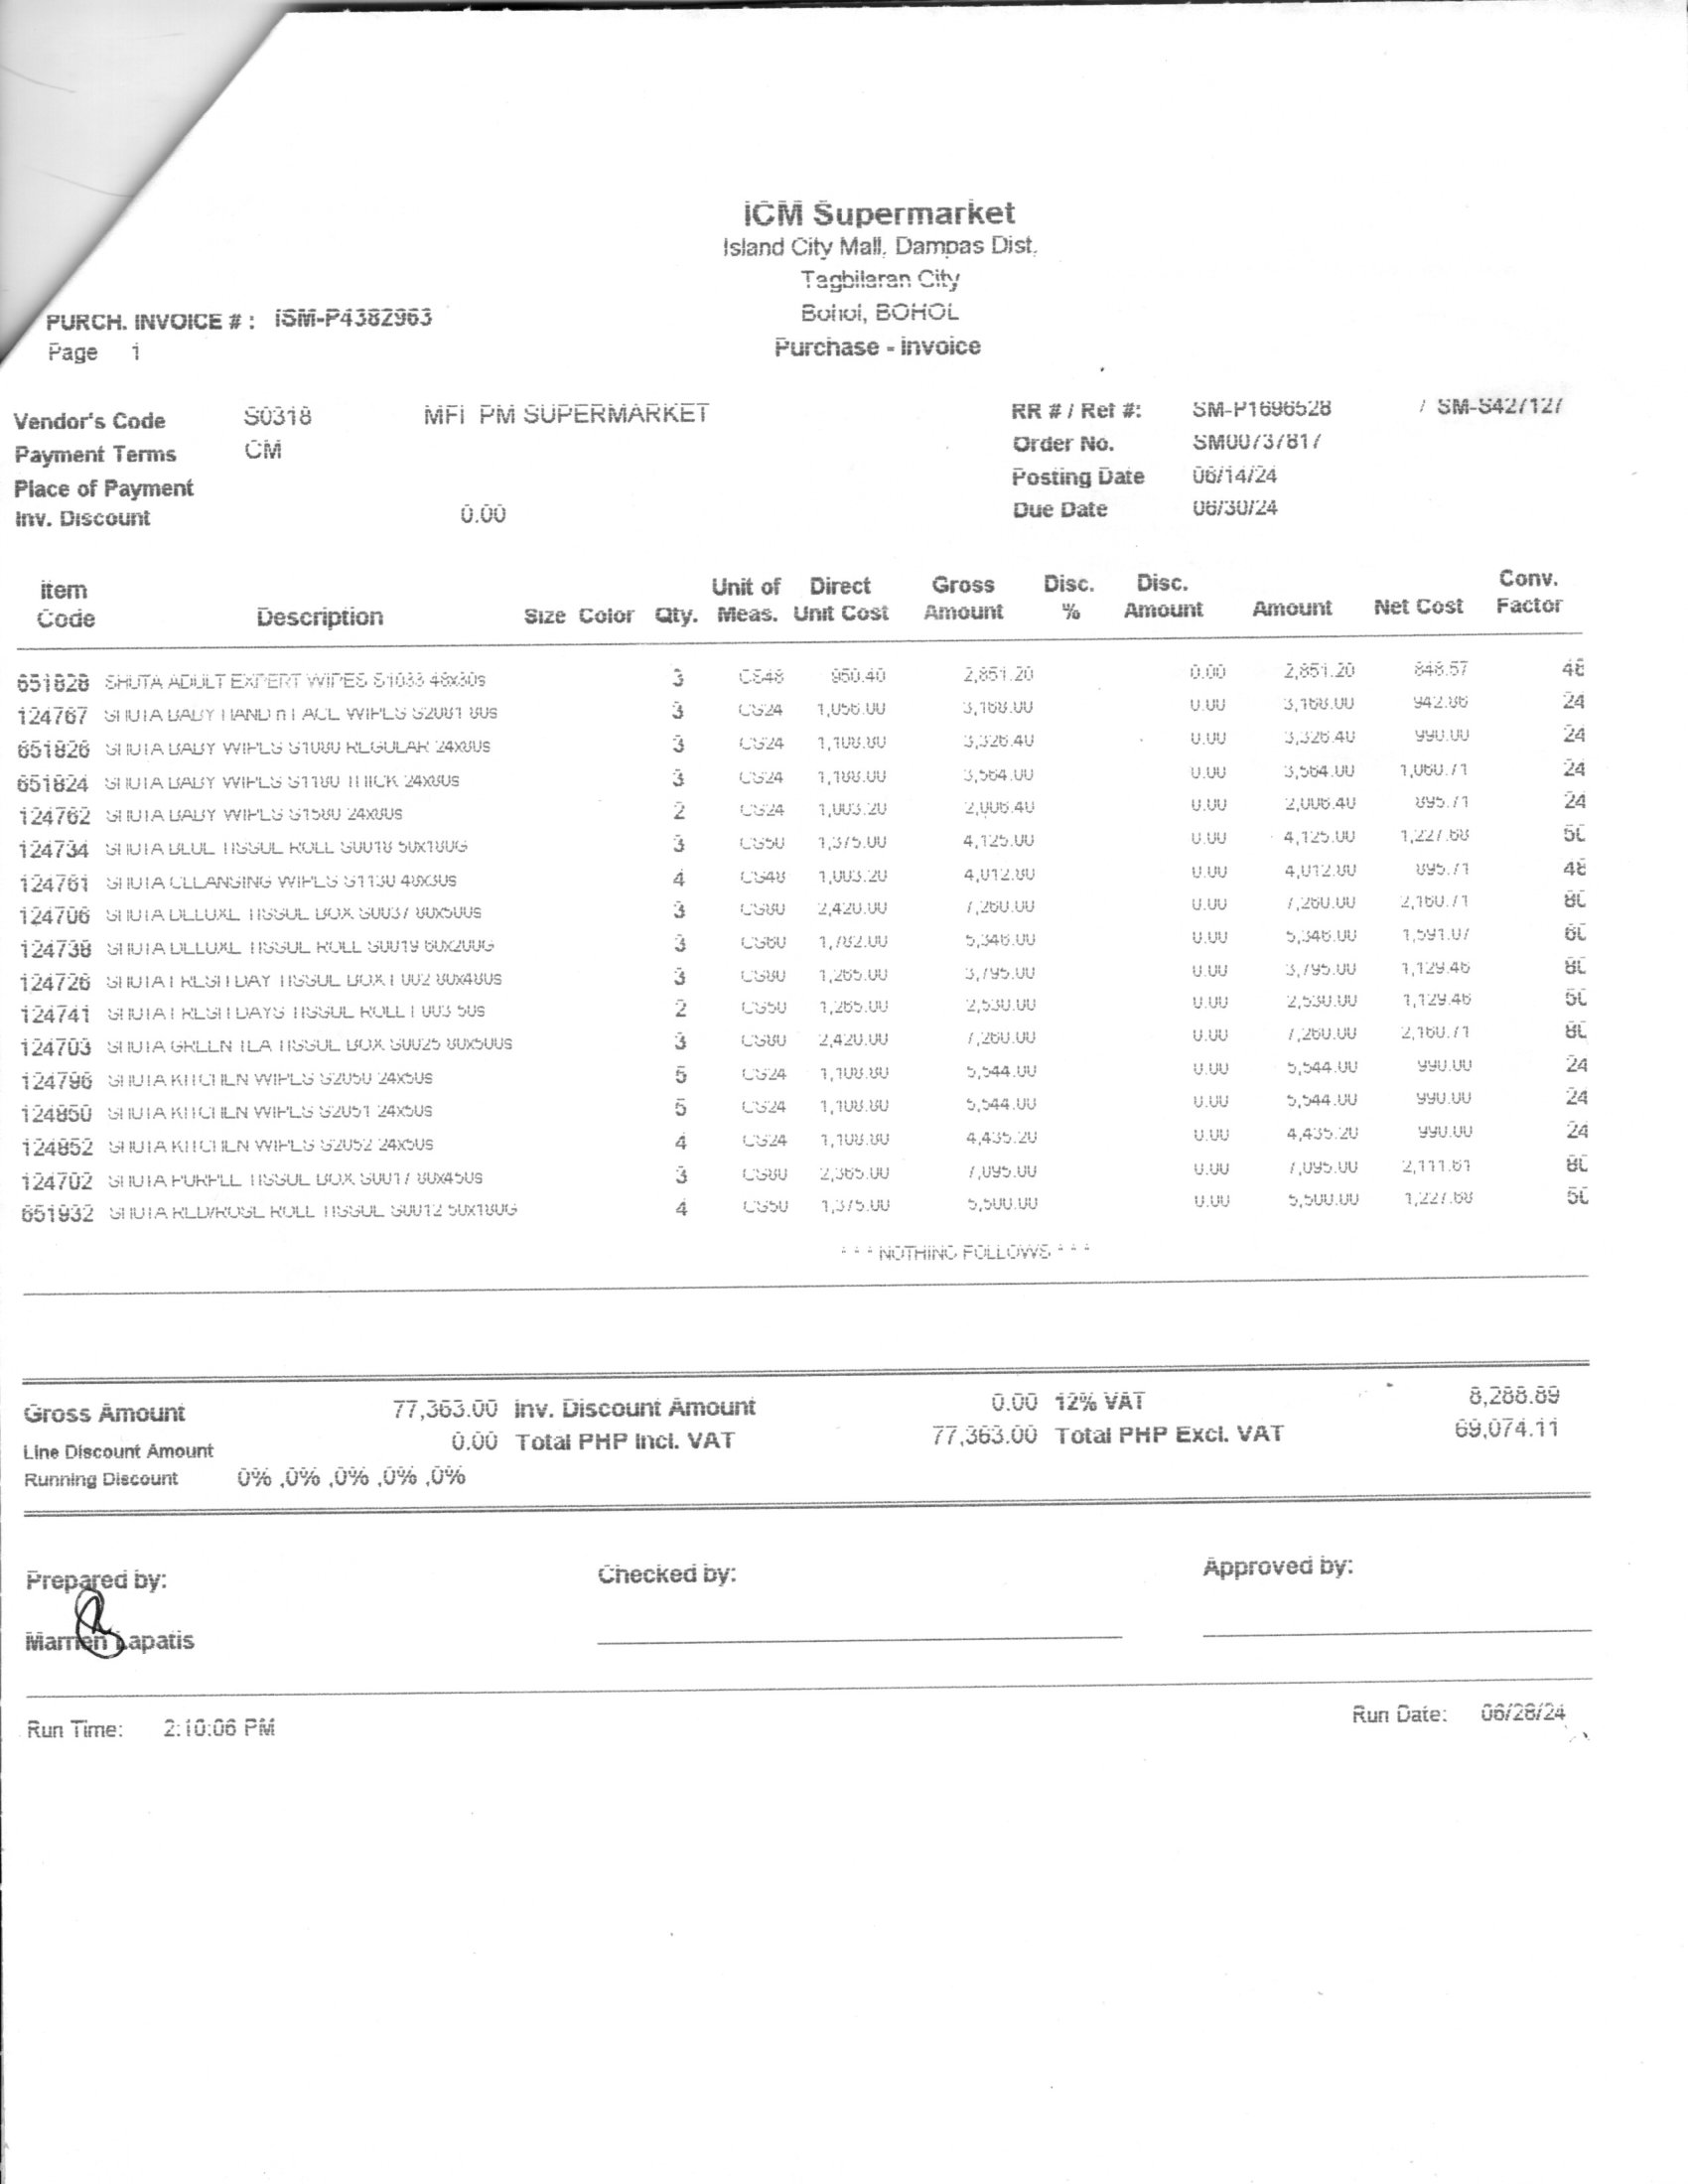 ICM Supermarket
Island City Mall, Dampas Dist.
Tagbilaran City
Bohol, BOHOL
Purchase - Invoice
PURCH. INVOICE # : ISM-P4382963
Page 1
Vendor's Code S0318 MFI PM SUPERMARKET RR # / Ref #: SM-P1696528 / SM-S427127
Payment Terms CM Order No. SM00737817
Place of Payment Posting Date 06/14/24
Inv. Discount 0.00 Due Date 06/30/24
Item Code Description Size Color Qty. Unit of Meas. Direct Unit Cost Gross Amount Disc. % Disc. Amount Amount Net Cost Conv. Factor
651828 SHUTA ADULT EXPERT WIPES S1033 48x30s 3 CS48 950.40 2,851.20 0.00 2,851.20 848.57 48
124767 SHUTA BABY HAND n FACE WIPES S2081 80s 3 CS24 1,056.00 3,168.00 0.00 3,168.00 942.86 24
651826 SHUTA BABY WIPES S1080 REGULAR 24x80s 3 CS24 1,108.80 3,326.40 0.00 3,326.40 990.00 24
651824 SHUTA BABY WIPES S1180 THICK 24x80s 3 CS24 1,188.00 3,564.00 0.00 3,564.00 1,060.71 24
124762 SHUTA BABY WIPES S1580 24x80s 2 CS24 1,003.20 2,006.40 0.00 2,006.40 895.71 24
124734 SHUTA BLUE TISSUE ROLL S0018 50x180G 3 CS50 1,375.00 4,125.00 0.00 4,125.00 1,227.68 50
124761 SHUTA CLEANSING WIPES S1130 48x30s 4 CS48 1,003.20 4,012.80 0.00 4,012.80 895.71 48
124706 SHUTA DELUXE TISSUE BOX S0037 80x500s 3 CS80 2,420.00 7,260.00 0.00 7,260.00 2,160.71 80
124738 SHUTA DELUXE TISSUE ROLL S0019 60x200G 3 CS60 1,782.00 5,346.00 0.00 5,346.00 1,591.07 60
124726 SHUTA FRESH DAY TISSUE BOX F002 80x480s 3 CS80 1,265.00 3,795.00 0.00 3,795.00 1,129.46 80
124741 SHUTA FRESH DAYS TISSUE ROLL F003 50s 2 CS50 1,265.00 2,530.00 0.00 2,530.00 1,129.46 50
124703 SHUTA GREEN TEA TISSUE BOX S0025 80x500s 3 CS80 2,420.00 7,260.00 0.00 7,260.00 2,160.71 80
124796 SHUTA KITCHEN WIPES S2050 24x50s 5 CS24 1,108.80 5,544.00 0.00 5,544.00 990.00 24
124850 SHUTA KITCHEN WIPES S2051 24x50s 5 CS24 1,108.80 5,544.00 0.00 5,544.00 990.00 24
124852 SHUTA KITCHEN WIPES S2052 24x50s 4 CS24 1,108.80 4,435.20 0.00 4,435.20 990.00 24
124702 SHUTA PURPLE TISSUE BOX S0017 80x450s 3 CS80 2,365.00 7,095.00 0.00 7,095.00 2,111.61 80
651932 SHUTA RED/ROSE ROLL TISSUE S0012 50x180G 4 CS50 1,375.00 5,500.00 0.00 5,500.00 1,227.68 50
* * * NOTHING FOLLOWS * * *
Gross Amount 77,363.00 Inv. Discount Amount 0.00 12% VAT 8,288.89
Line Discount Amount 0.00 Total PHP Incl. VAT 77,363.00 Total PHP Excl. VAT 69,074.11
Running Discount 0% ,0% ,0% ,0% ,0%
Prepared by: Checked by: Approved by:
Lapatis
Run Time: 2:10:06 PM Run Date: 06/28/24